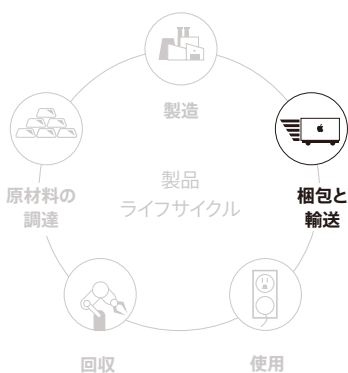 製造
原材料の
調達
製品
ライフサイクル
梱包と
輸送
回収
使用